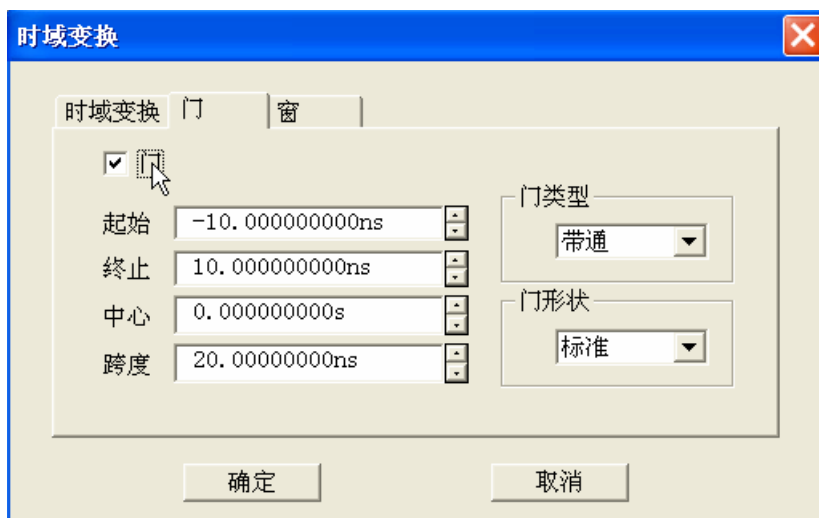 时域变换
时域变换 门 窗
门
起始 -10.000000000ns
终止 10.000000000ns
中心 0.000000000s
跨度 20.00000000ns
门类型
带通
门形状
标准
确定 取消